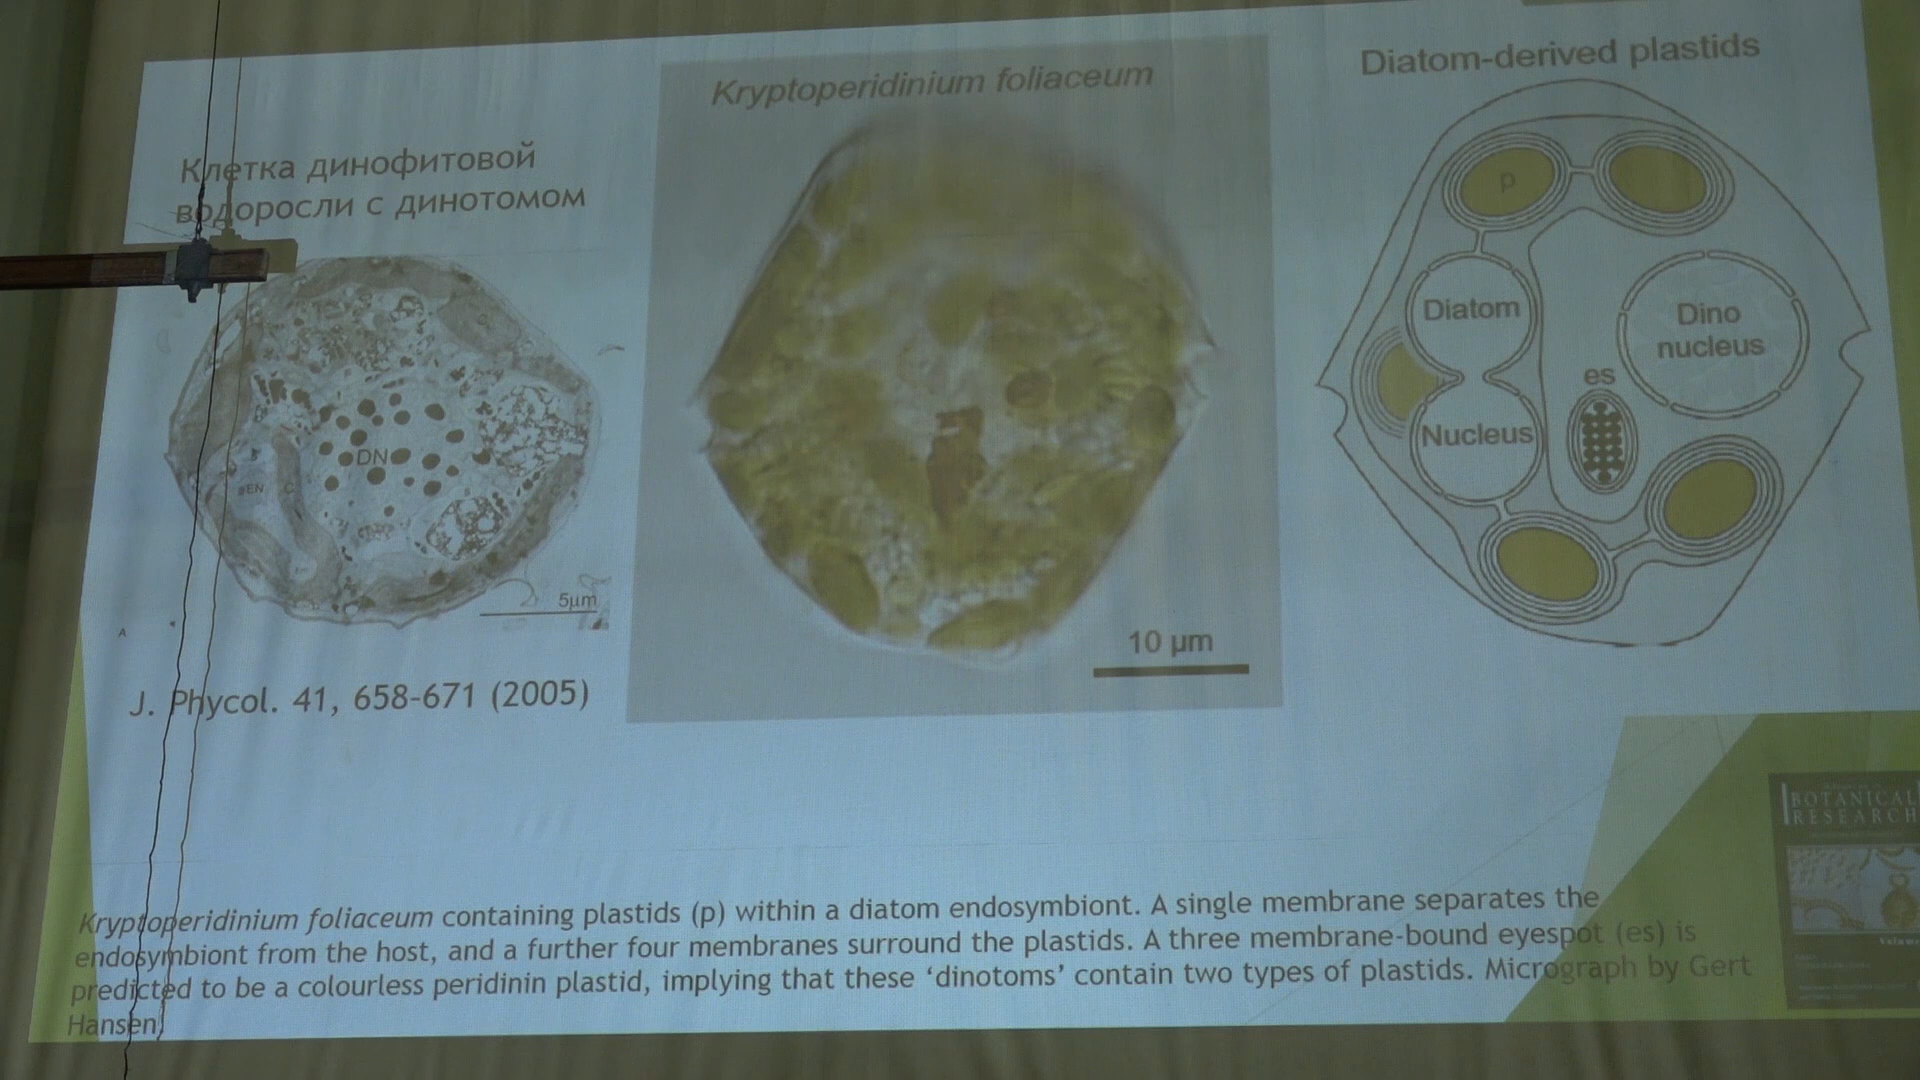 Клетка динофитовой
водоросли с динотомом
DN
EN
5µm
A
J. Phycol. 41, 658-671 (2005)
Kryptoperidinium foliaceum
10 µm
Diatom-derived plastids
p
Diatom
Nucleus
Dino
nucleus
es
Kryptoperidinium foliaceum containing plastids (p) within a diatom endosymbiont. A single membrane separates the
endosymbiont from the host, and a further four membranes surround the plastids. A three membrane-bound eyespot (es) is
predicted to be a colourless peridinin plastid, implying that these ‘dinotoms’ contain two types of plastids. Micrograph by Gert
Hansen.
BOTANICAL
RESEARCH